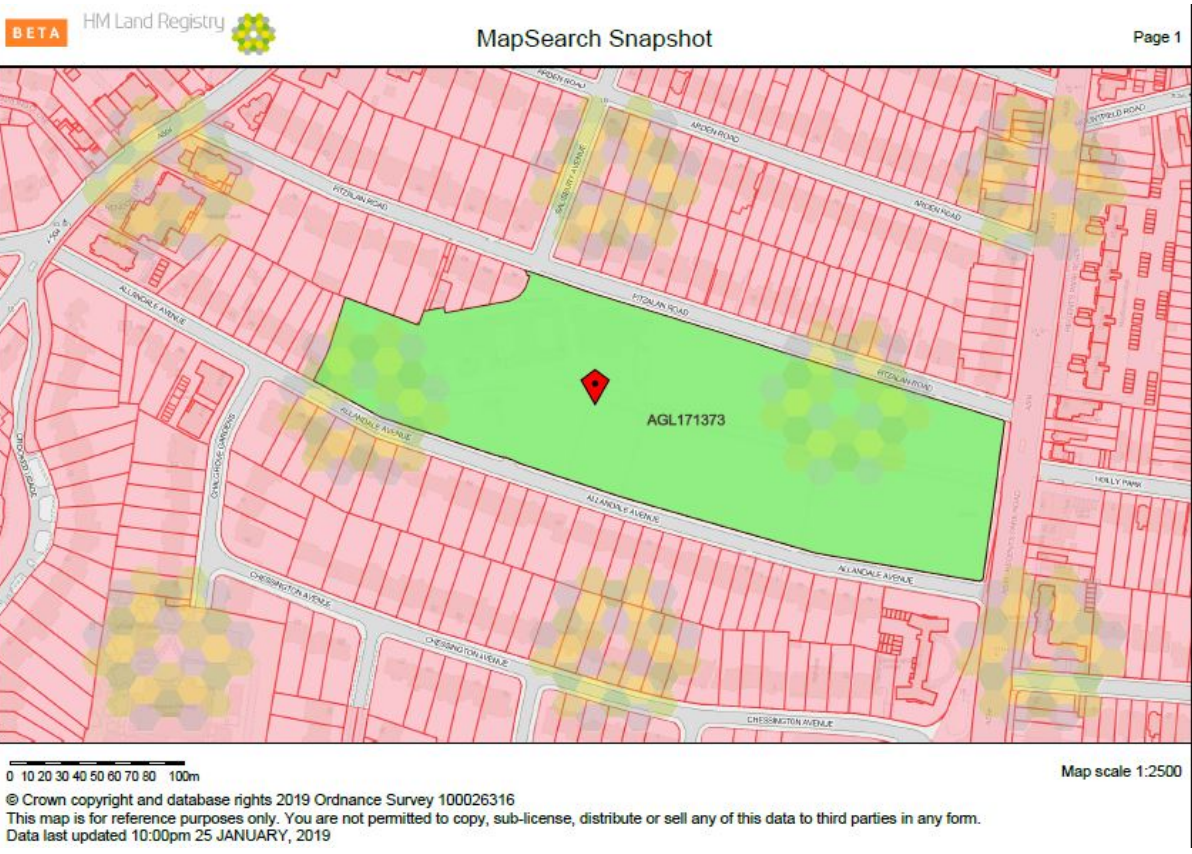 BETA
HM Land Registry
MapSearch Snapshot
Page 1
ARDEN ROAD
ARDEN ROAD
ARDEN ROAD
SALISBURY AVENUE
FITZALAN ROAD
FITZALAN ROAD
FITZALAN ROAD
ALLANDALE AVENUE
ALLANDALE AVENUE
ALLANDALE AVENUE
ALLANDALE AVENUE
AGL171373
HOLLY PARK
CHILGROVE GARDENS
CROOKED USAGE
CHESSINGTON AVENUE
CHESSINGTON AVENUE
CHESSINGTON AVENUE
0 10 20 30 40 50 60 70 80 100m
Map scale 1:2500
© Crown copyright and database rights 2019 Ordnance Survey 100026316
This map is for reference purposes only. You are not permitted to copy, sub-license, distribute or sell any of this data to third parties in any form.
Data last updated 10:00pm 25 JANUARY, 2019